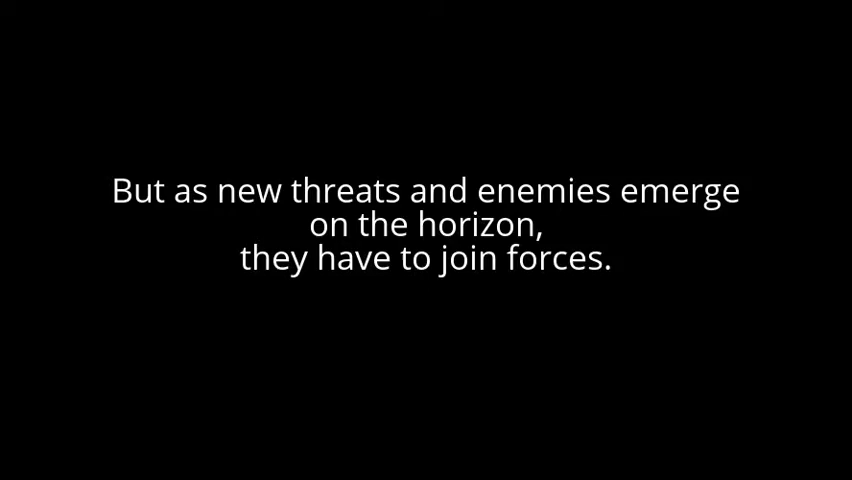 But as new threats and enemies emerge
on the horizon,
they have to join forces.